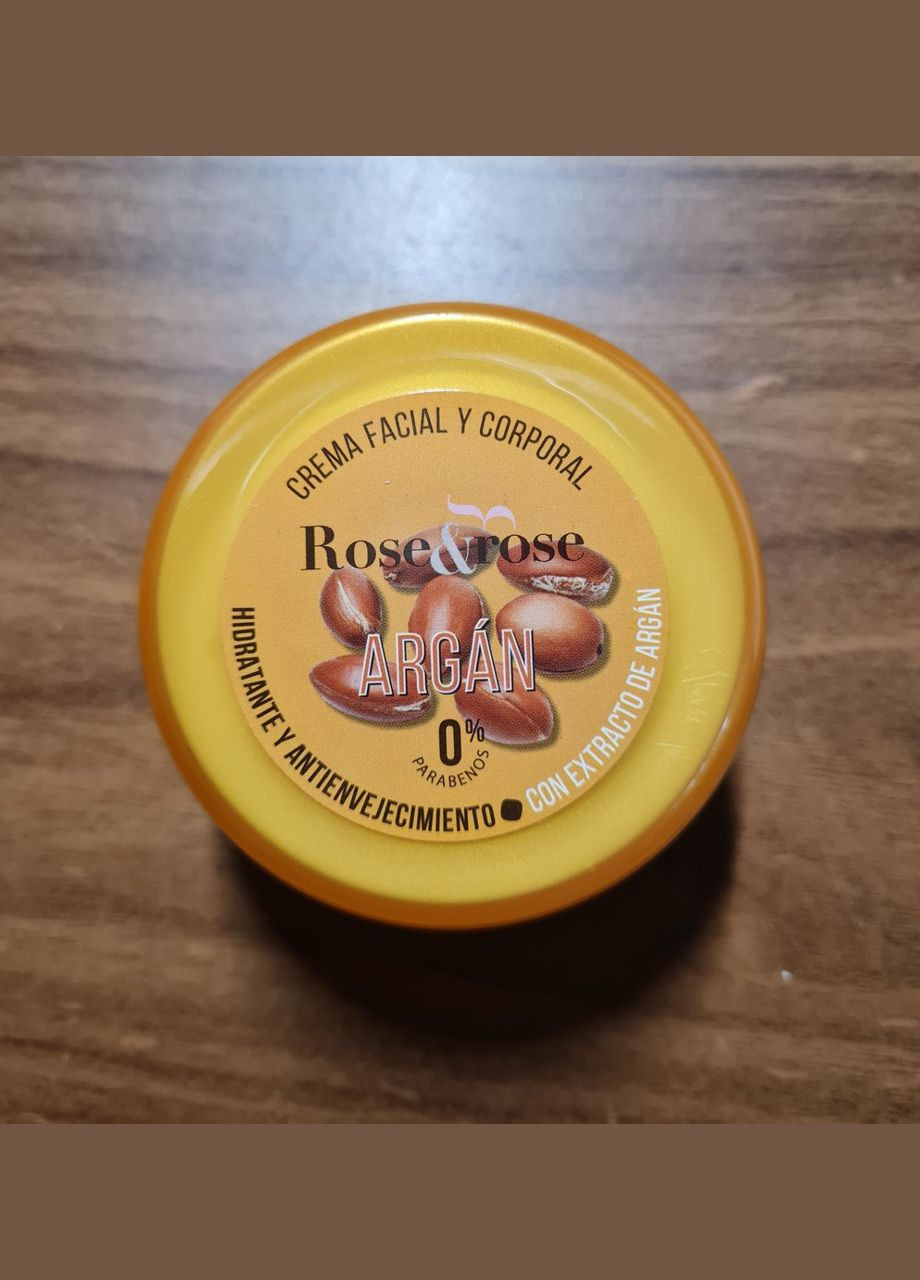 CREMA FACIAL Y CORPORAL
Rose&rose
ARGÁN
0%
PARABENOS
HIDRATANTE Y ANTIENVEJECIMIENTO
CON EXTRACTO DE ARGÁN